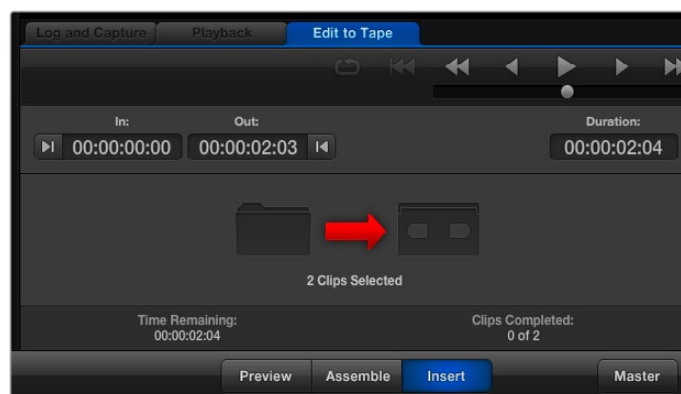 Log and Capture Playback Edit to Tape
In: Out: Duration:
00:00:00:00 00:00:02:03 00:00:02:04
2 Clips Selected
Time Remaining: Clips Completed:
00:00:02:04 0 of 2
Preview Assemble Insert Master